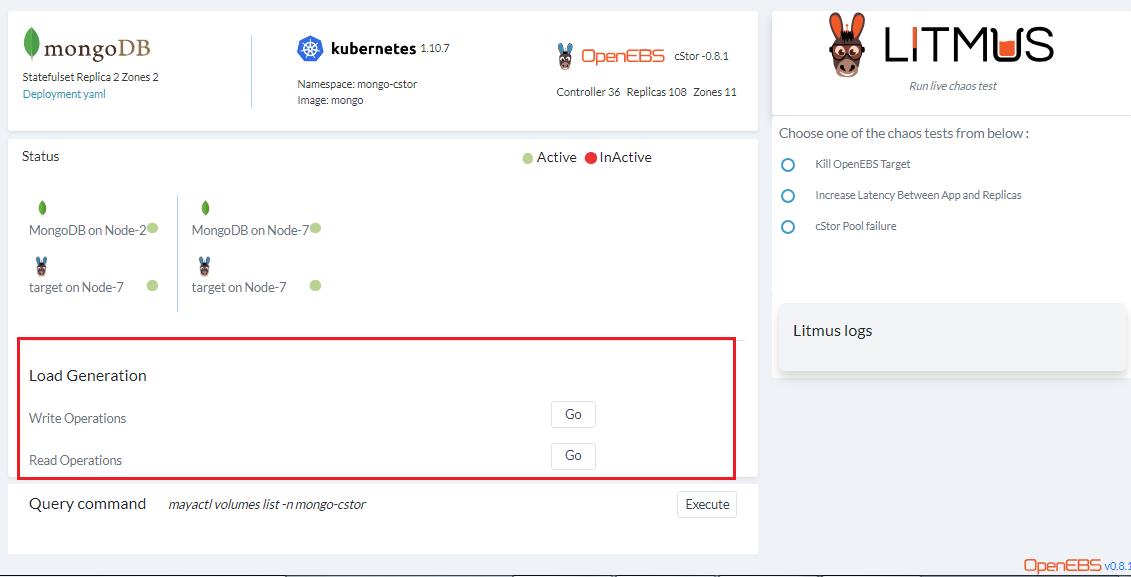 mongoDB
Statefulset Replica 2 Zones 2
Deployment yaml
kubernetes 1.10.7
Namespace: mongo-cstor
Image: mongo
OpenEBS cStor -0.8.1
Controller 36 Replicas 108 Zones 11
Status
Active InActive
MongoDB on Node-2
MongoDB on Node-7
target on Node-7
target on Node-7
Load Generation
Write Operations Go
Read Operations Go
Query command mayactl volumes list -n mongo-cstor Execute
LITMUS
Run live chaos test
Choose one of the chaos tests from below :
Kill OpenEBS Target
Increase Latency Between App and Replicas
cStor Pool failure
Litmus logs
OpenEBS v0.8.1